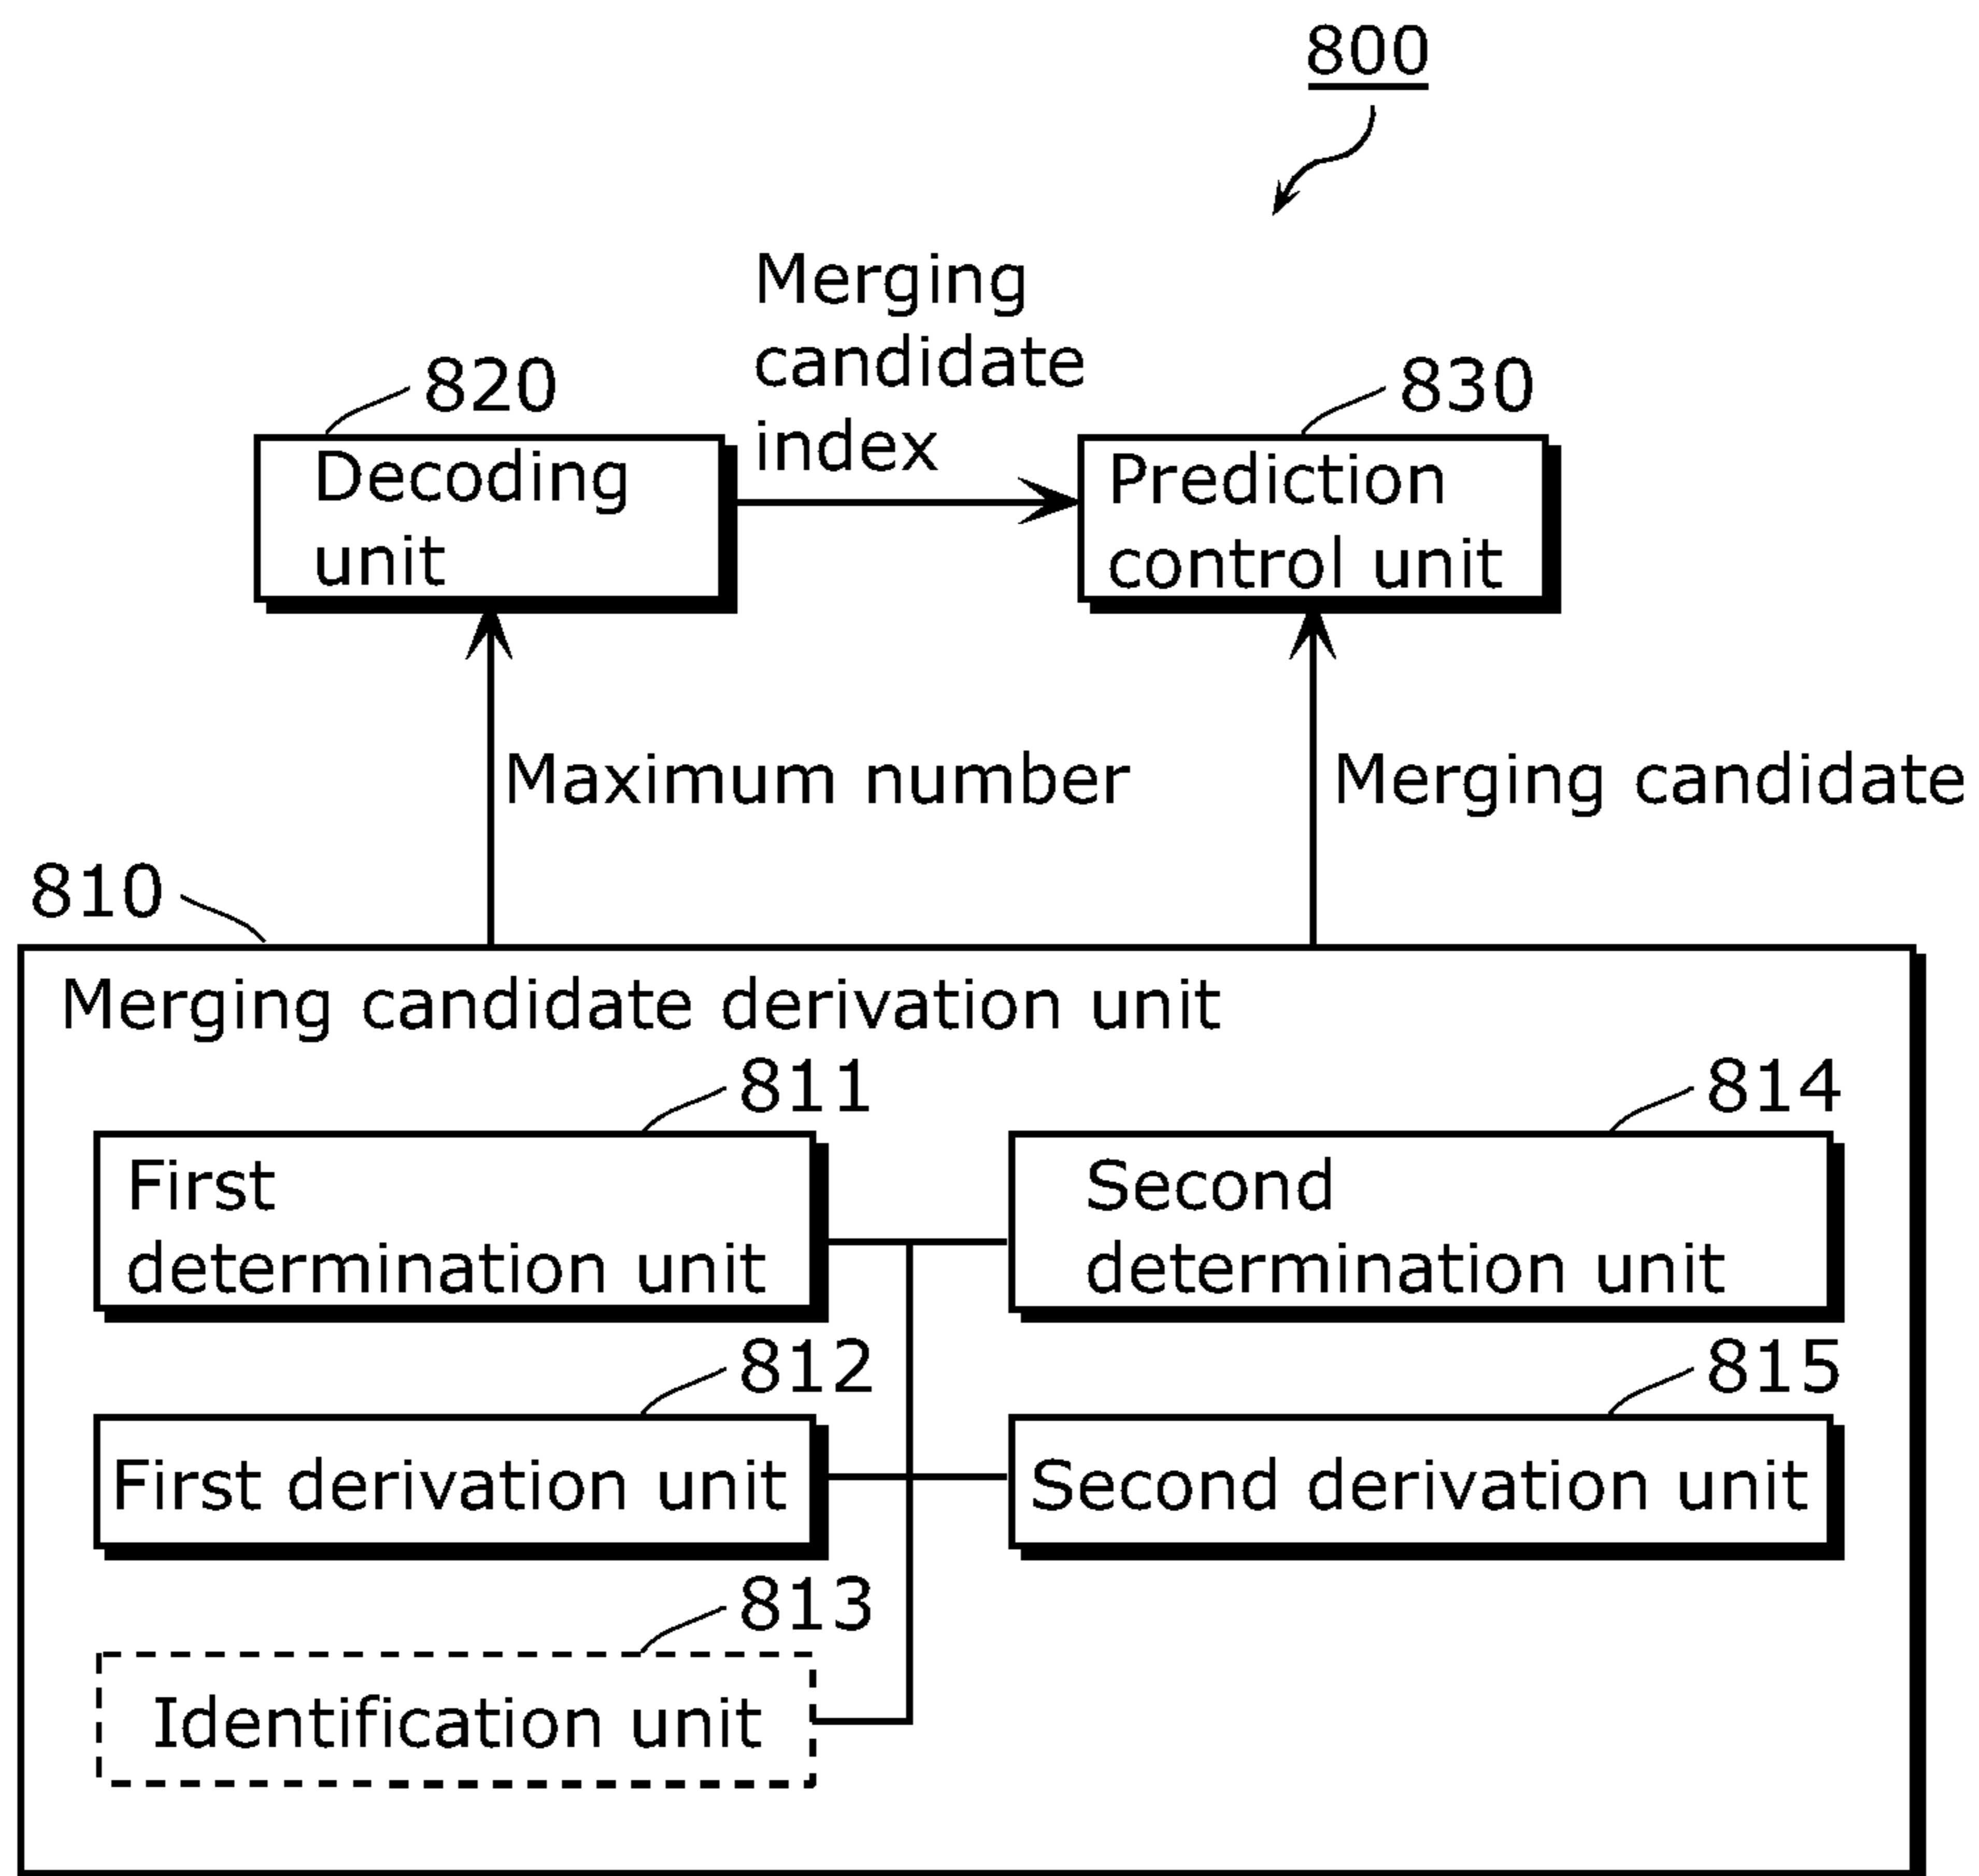 800
Merging
candidate
index
820
830
Decoding
unit
Prediction
control unit
Maximum number
Merging candidate
810
Merging candidate derivation unit
811
814
First
determination unit
Second
determination unit
812
815
First derivation unit
Second derivation unit
813
Identification unit